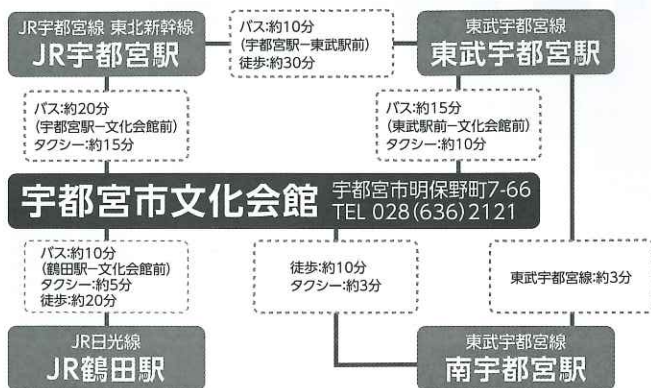 JR宇都宮線 東北新幹線
JR宇都宮駅
バス:約10分
(宇都宮駅−東武駅前)
徒歩:約30分
東武宇都宮線
東武宇都宮駅
バス:約20分
(宇都宮駅−文化会館前)
タクシー:約15分
バス:約15分
(東武駅前−文化会館前)
タクシー:約10分
宇都宮市文化会館
宇都宮市明保野町7-66
TEL 028(636)2121
バス:約10分
(鶴田駅−文化会館前)
タクシー:約5分
徒歩:約20分
徒歩:約10分
タクシー:約3分
東武宇都宮線:約3分
JR日光線
JR鶴田駅
東武宇都宮線
南宇都宮駅